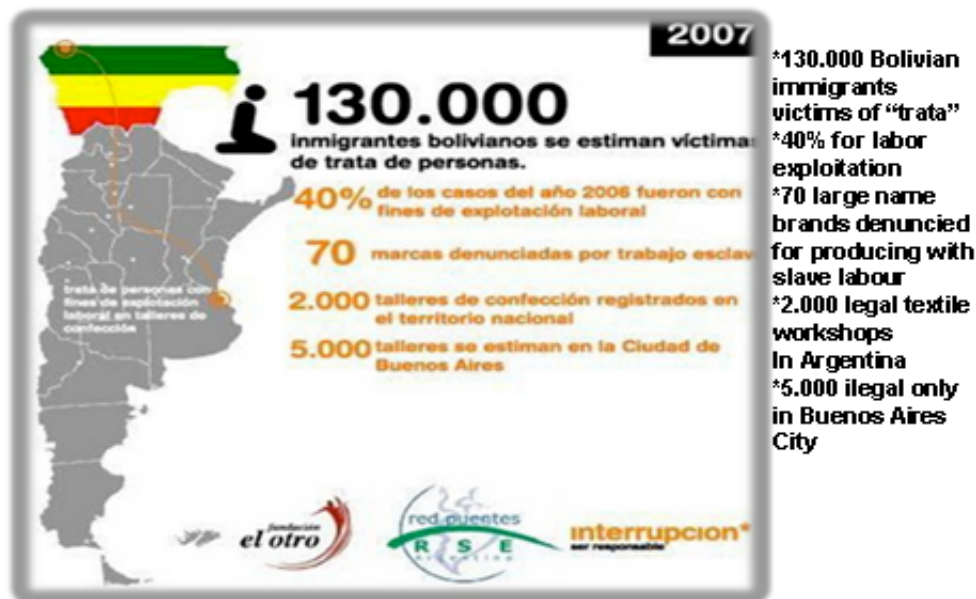 2007
130.000
inmigrantes bolivianos se estiman víctimas
de trata de personas.
40% de los casos del año 2006 fueron con
fines de explotación laboral
70 marcas denunciadas por trabajo esclav
2.000 talleres de confección registrados en
el territorio nacional
5.000 talleres se estiman en la Ciudad de
Buenos Aires
trata de personas con
fines de explotación
laboral en talleres de
confección
fundación
el otro
red puentes
R S E
Argentina
interrupcion*
ser responsable
*130.000 Bolivian
immigrants
victims of “trata”
*40% for labor
exploitation
*70 large name
brands denuncied
for producing with
slave labour
*2.000 legal textile
workshops
In Argentina
*5.000 ilegal only
in Buenos Aires
City